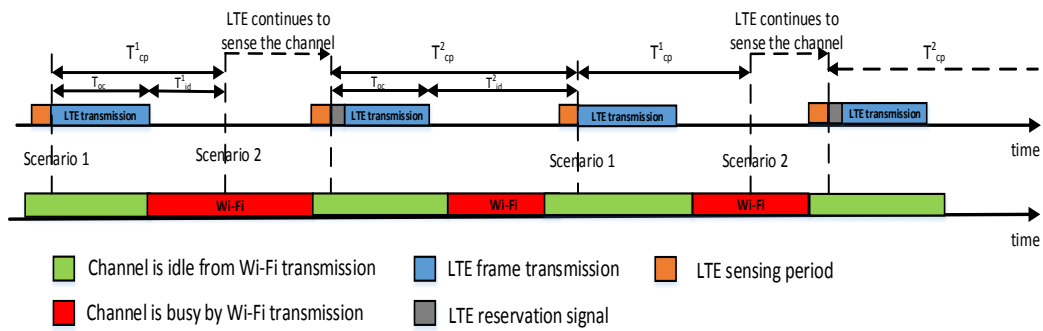 LTE continues to
sense the channel
LTE continues to
sense the channel
T¹cp
T²cp
T¹cp
T²cp
Toc
T¹id
Toc
T²id
LTE transmission
LTE transmission
LTE transmission
LTE transmission
time
Scenario 1
Scenario 2
Scenario 1
Scenario 2
Wi-Fi
Wi-Fi
Wi-Fi
time
Channel is idle from Wi-Fi transmission
LTE frame transmission
LTE sensing period
Channel is busy by Wi-Fi transmission
LTE reservation signal